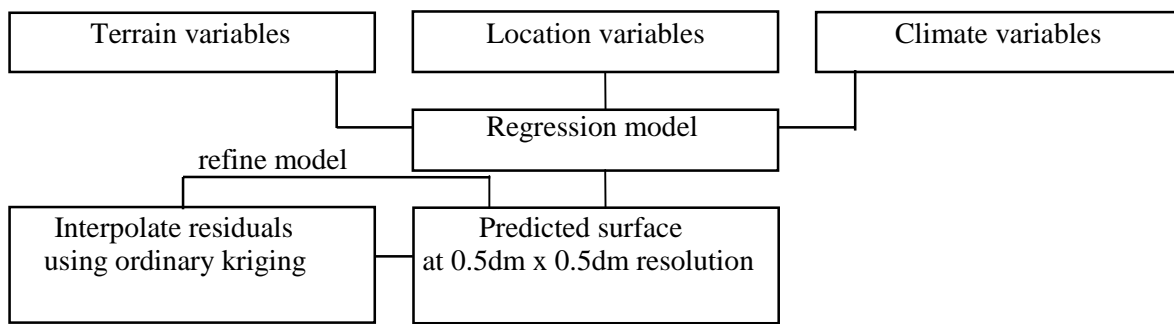 Terrain variables
Location variables
Climate variables
Regression model
refine model
Interpolate residuals
using ordinary kriging
Predicted surface
at 0.5dm x 0.5dm resolution